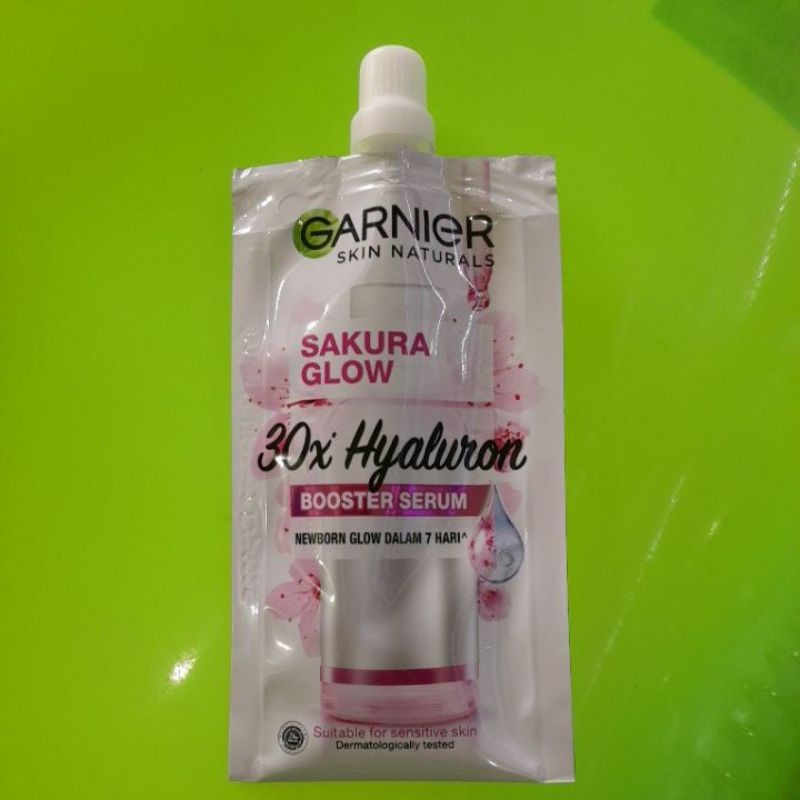 GARNIER
SKIN NATURALS
SAKURA
GLOW
30x* Hyaluron
BOOSTER SERUM
NEWBORN GLOW DALAM 7 HARI^
Suitable for sensitive skin
Dermatologically tested